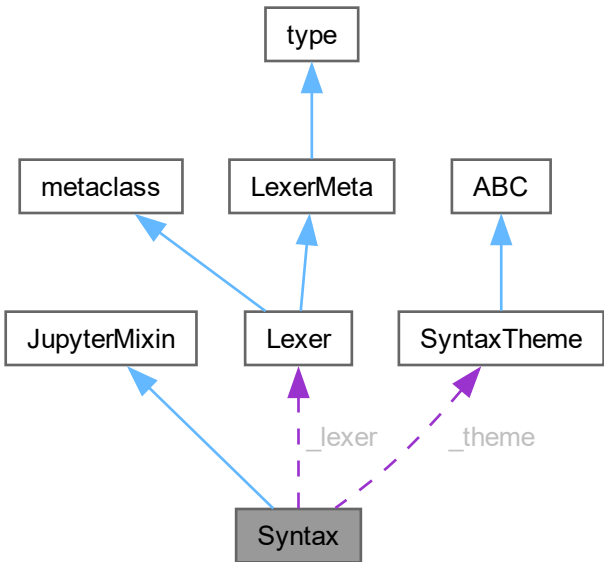 type
metaclass
LexerMeta
ABC
JupyterMixin
Lexer
SyntaxTheme
_lexer
_theme
Syntax